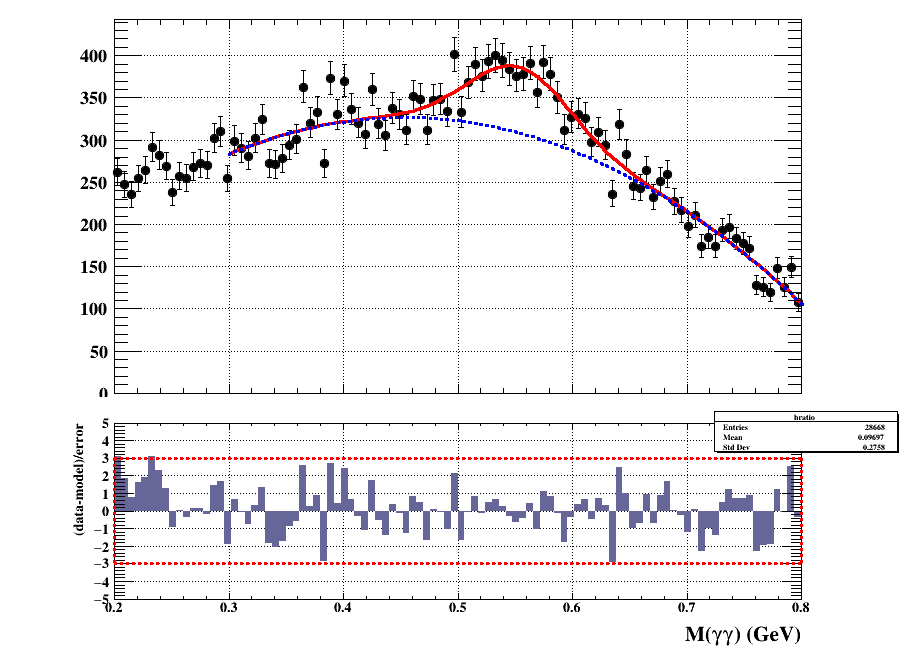 400
350
300
250
200
150
100
50
0
hratio
Entries 28668
Mean 0.09697
Std Dev 0.2758
(data-model)/error
5
4
3
2
1
0
−1
−2
−3
−4
−5
0.2 0.3 0.4 0.5 0.6 0.7 0.8
M(γγ) (GeV)